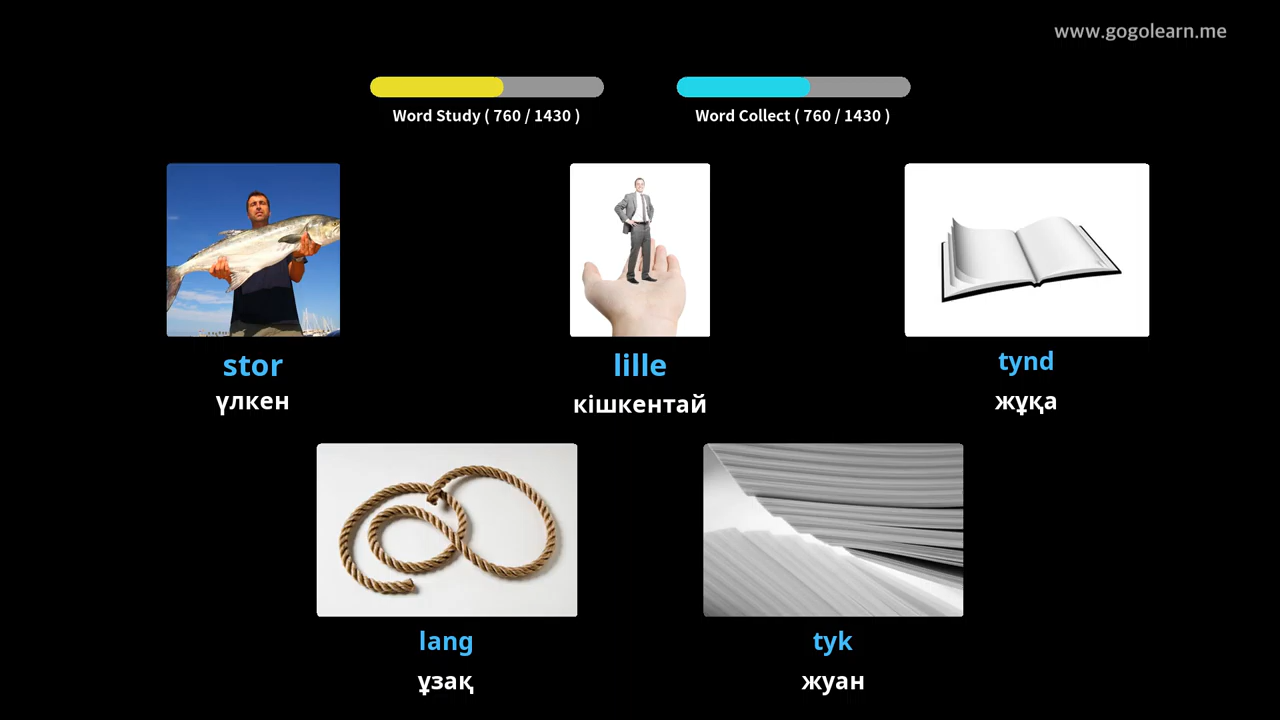 www.gogolearn.me
Word Study ( 760 / 1430 )
Word Collect ( 760 / 1430 )
stor
үлкен
lille
кішкентай
tynd
жұқа
lang
ұзақ
tyk
жуан